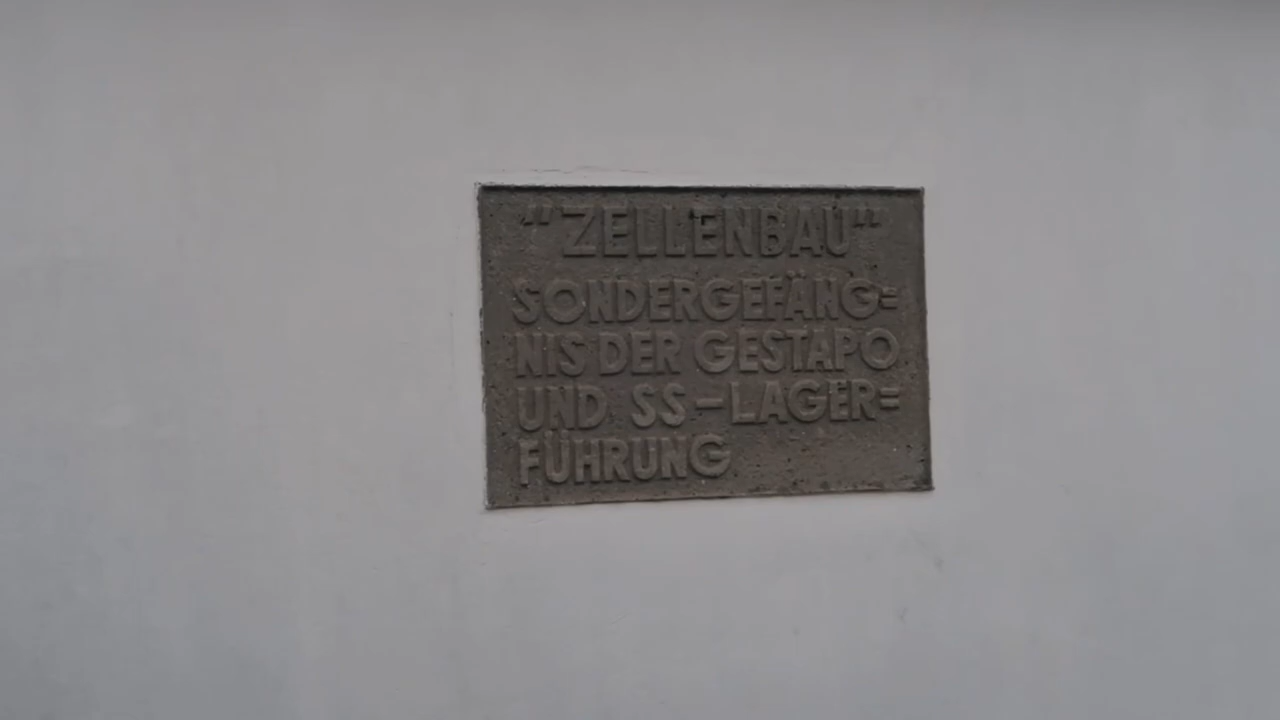 "ZELLENBAU"
SONDERGEFÄNG=
NIS DER GESTAPO
UND SS-LAGER=
FÜHRUNG